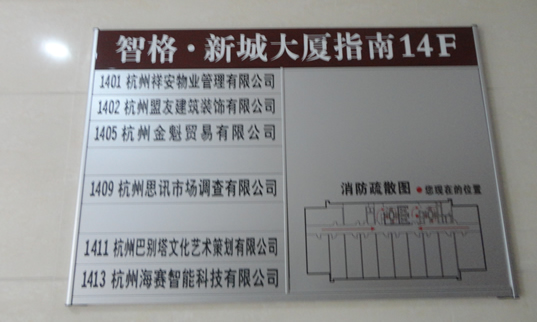 智格·新城大厦指南14F
1401 杭州祥安物业管理有限公司
1402 杭州盟友建筑装饰有限公司
1405 杭州金魁贸易有限公司
1409 杭州思讯市场调查有限公司
1411 杭州巴别塔文化艺术策划有限公司
1413 杭州海赛智能科技有限公司
消防疏散图 ●您现在的位置